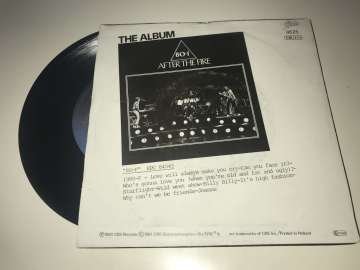 THE ALBUM
80-F
AFTER THE FIRE
"80-F" EPC 84545
1980-F - Love will always make you cry-Can you face it?-
Who's gonna love you (when you're old and fat and ugly)?-
Starflight-Wild west show-Billy Billy-It's high fashion-
Why can't we be friends-Joanne
Printed in Holland